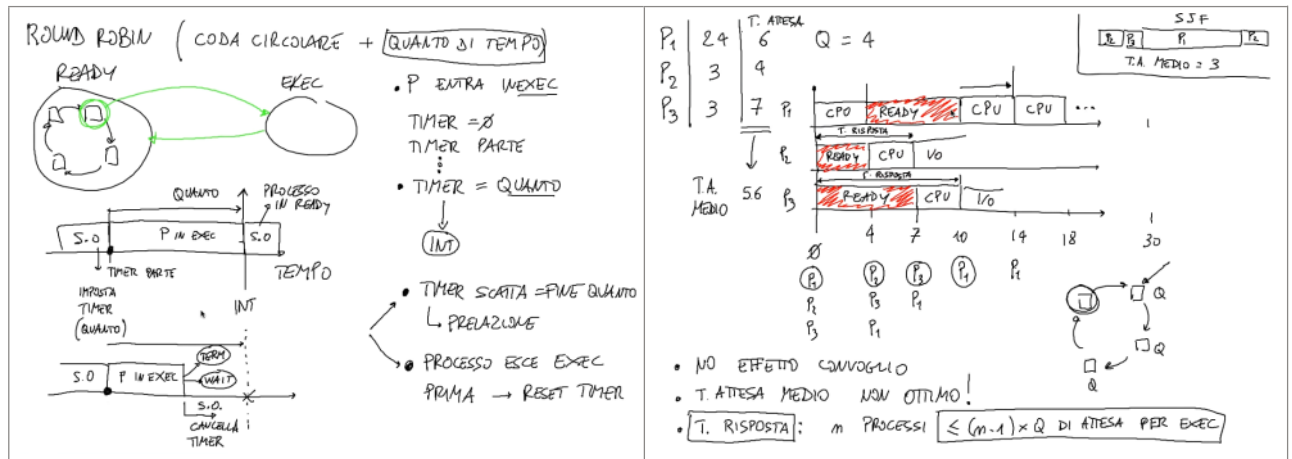 ROUND ROBIN ( CODA CIRCOLARE + QUANTO DI TEMPO)
READY
EXEC
• P ENTRA IN EXEC
TIMER = Ø
TIMER PARTE
• TIMER = QUANTO
INT
QUANTO
PROCESSO IN READY
S.O
P IN EXEC
S.O
TIMER PARTE
TEMPO
IMPOSTA TIMER (QUANTO)
INT
• TIMER SCATTA = FINE QUANTO
PRELAZIONE
• PROCESSO ESCE EXEC
PRIMA → RESET TIMER
S.O
P IN EXEC
TERM
WAIT
S.O.
CANCELLA TIMER
T. ATTESA
P1 24 6
P2 3 4
P3 3 7
Q = 4
T.A. MEDIO 5.6
SJF
P2 P3 P1 P2
T.A. MEDIO = 3
P1 CPU READY CPU CPU ...
T. RISPOSTA
P2 READY CPU I/O
T. RISPOSTA
P3 READY CPU I/O
Ø 4 7 10 14 18 30
P1 P2 P3 P1 P1
P2 P3 P1
P3 P1
Q
Q
Q
• NO EFFETTO CONVOGLIO
• T. ATTESA MEDIO NON OTTIMO!
• T. RISPOSTA: n PROCESSI ≤ (n-1) × Q DI ATTESA PER EXEC